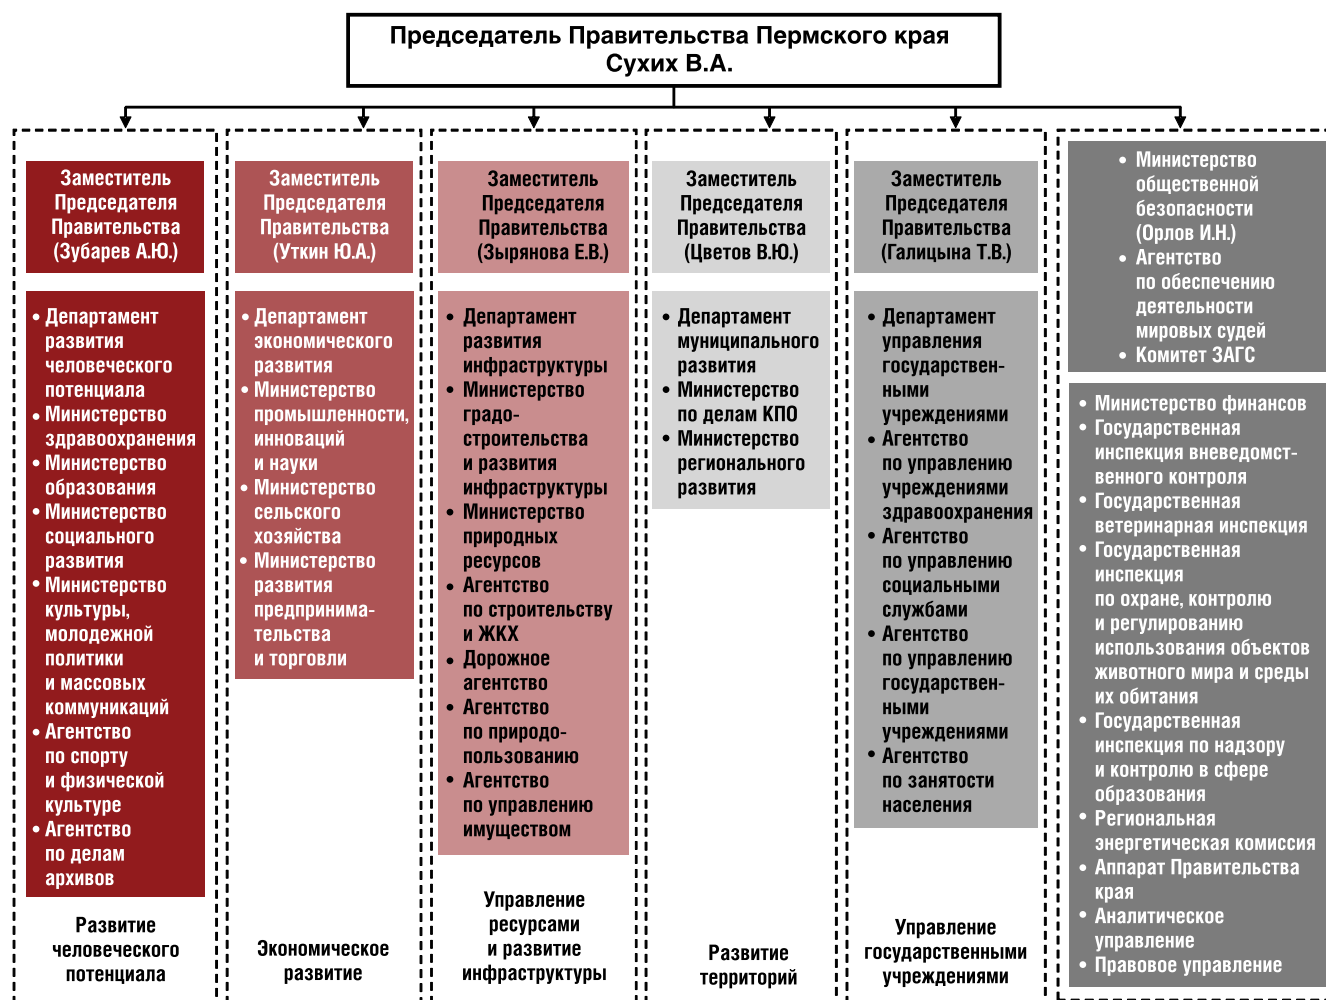 Председатель Правительства Пермского края
Сухих В.А.
Заместитель
Председателя
Правительства
(Зубарев А.Ю.)
• Департамент
развития
человеческого
потенциала
• Министерство
здравоохранения
• Министерство
образования
• Министерство
социального
развития
• Министерство
культуры,
молодежной
политики
и массовых
коммуникаций
• Агентство
по спорту
и физической
культуре
• Агентство
по делам
архивов
Развитие
человеческого
потенциала
Заместитель
Председателя
Правительства
(Уткин Ю.А.)
• Департамент
экономического
развития
• Министерство
промышленности,
инноваций
и науки
• Министерство
сельского
хозяйства
• Министерство
развития
предпринима-
тельства
и торговли
Экономическое
развитие
Заместитель
Председателя
Правительства
(Зырянова Е.В.)
• Департамент
развития
инфраструктуры
• Министерство
градо-
строительства
и развития
инфраструктуры
• Министерство
природных
ресурсов
• Агентство
по строительству
и ЖКХ
• Дорожное
агентство
• Агентство
по природо-
пользованию
• Агентство
по управлению
имуществом
Управление
ресурсами
и развитие
инфраструктуры
Заместитель
Председателя
Правительства
(Цветов В.Ю.)
• Департамент
муниципального
развития
• Министерство
по делам КПО
• Министерство
регионального
развития
Развитие
территорий
Заместитель
Председателя
Правительства
(Галицына Т.В.)
• Департамент
управления
государствен-
ными
учреждениями
• Агентство
по управлению
учреждениями
здравоохранения
• Агентство
по управлению
социальными
службами
• Агентство
по управлению
государствен-
ными
учреждениями
• Агентство
по занятости
населения
Управление
государственными
учреждениями
• Министерство
общественной
безопасности
(Орлов И.Н.)
• Агентство
по обеспечению
деятельности
мировых судей
• Комитет ЗАГС
• Министерство финансов
• Государственная
инспекция вневедомст-
венного контроля
• Государственная
ветеринарная инспекция
• Государственная
инспекция
по охране, контролю
и регулированию
использования объектов
животного мира и среды
их обитания
• Государственная
инспекция по надзору
и контролю в сфере
образования
• Региональная
энергетическая комиссия
• Аппарат Правительства
края
• Аналитическое
управление
• Правовое управление